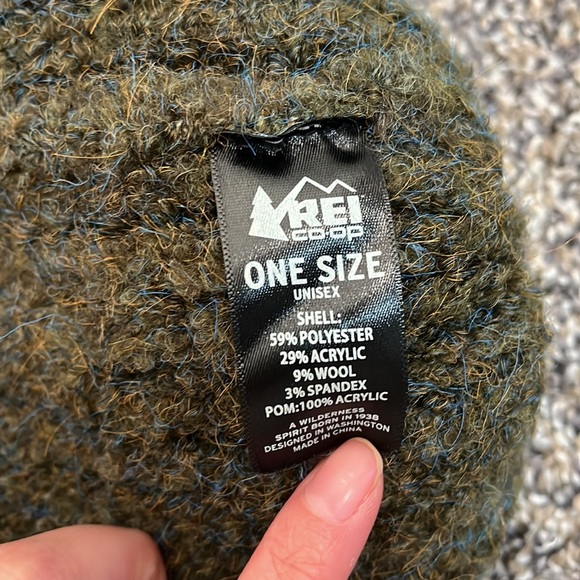 REI
co·op
ONE SIZE
UNISEX
SHELL:
59% POLYESTER
29% ACRYLIC
9% WOOL
3% SPANDEX
POM:100% ACRYLIC
A WILDERNESS
SPIRIT BORN IN 1938
DESIGNED IN WASHINGTON
MADE IN CHINA